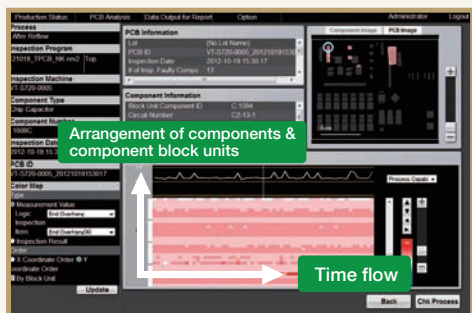 Production Status PCB Analysis Data Output for Report Option Administrator Logout
Process
After Reflow
Inspection Program
21018_TPCB_NK.rev2 Top
Inspection Machine
VT-S720-0005
Component Type
Chip Capacitor
Component Number
1608C
Inspection Date
2012-10-19 15:30
PCB ID
VT-S720-0005_20121019153017
Color Map
Type
Measurement Value
Logic End Overhang
Inspection
Item End Overhang[X]
Inspection Result
Order
X Coordinate Order Y
Coordinate Order
By Block Unit
Update
PCB Information
Lot (No Lot Name)
PCB ID VT-S720-0005_2012101915301
Inspection Date 2012-10-19 15:30:17
# of Insp. Faulty Comps 13
Component Information
Block Unit Component ID C:1094
Circuit Number C2-13-1
Component Image PCB Image
Arrangement of components &
component block units
Process Capabi
Time flow
Back Chk Process